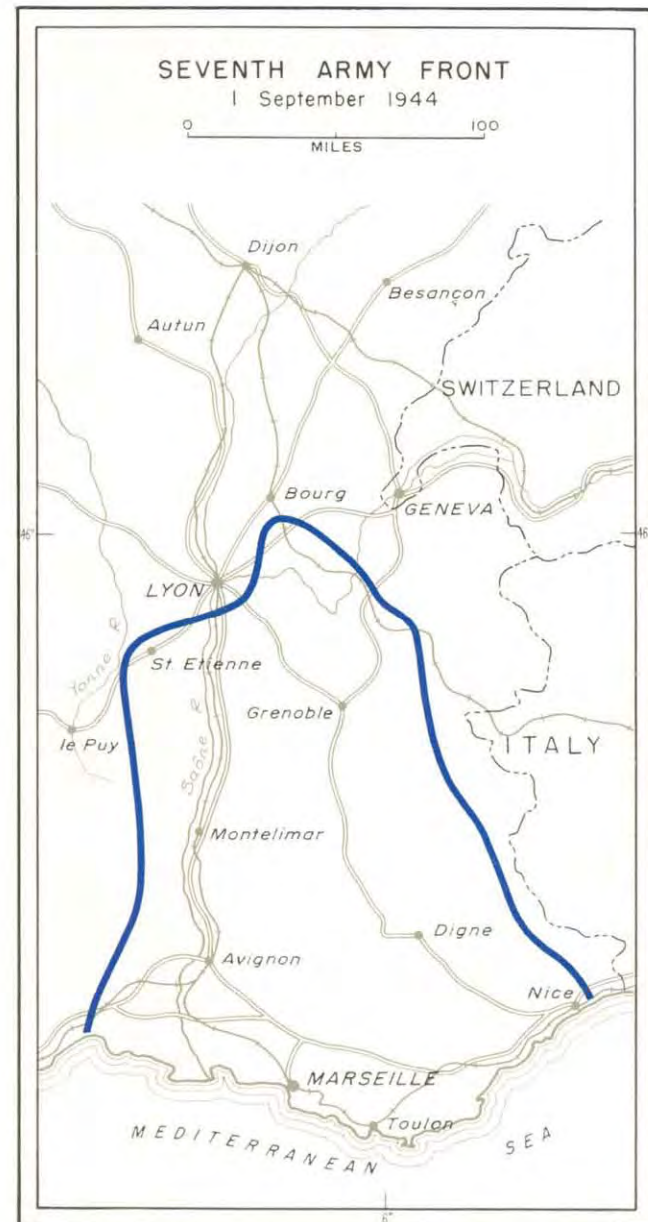 SEVENTH ARMY FRONT
1 September 1944
0 100
MILES
Dijon
Besançon
Autun
SWITZERLAND
Bourg
GENEVA
46° 46°
LYON
Yonne R
St Etienne
Grenoble
le Puy
ITALY
Saône R
Montelimar
Digne
Avignon
Nice
MARSEILLE
Toulon
MEDITERRANEAN SEA
6°